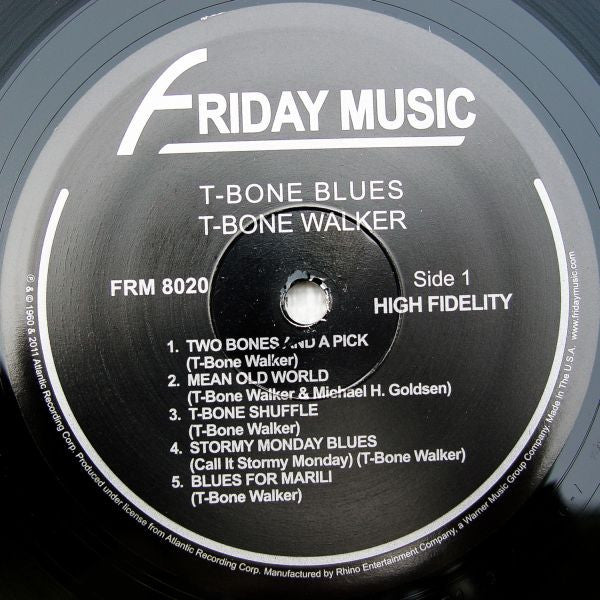 FRIDAY MUSIC
T-BONE BLUES
T-BONE WALKER
FRM 8020
Side 1
HIGH FIDELITY
1. TWO BONES AND A PICK
(T-Bone Walker)
2. MEAN OLD WORLD
(T-Bone Walker & Michael H. Goldsen)
3. T-BONE SHUFFLE
(T-Bone Walker)
4. STORMY MONDAY BLUES
(Call It Stormy Monday) (T-Bone Walker)
5. BLUES FOR MARILI
(T-Bone Walker)
℗ & © 1960 & 2011 Atlantic Recording Corp. Produced under license from Atlantic Recording Corp. Manufactured by Rhino Entertainment Company, a Warner Music Group Company. Made In The U.S.A. www.fridaymusic.com